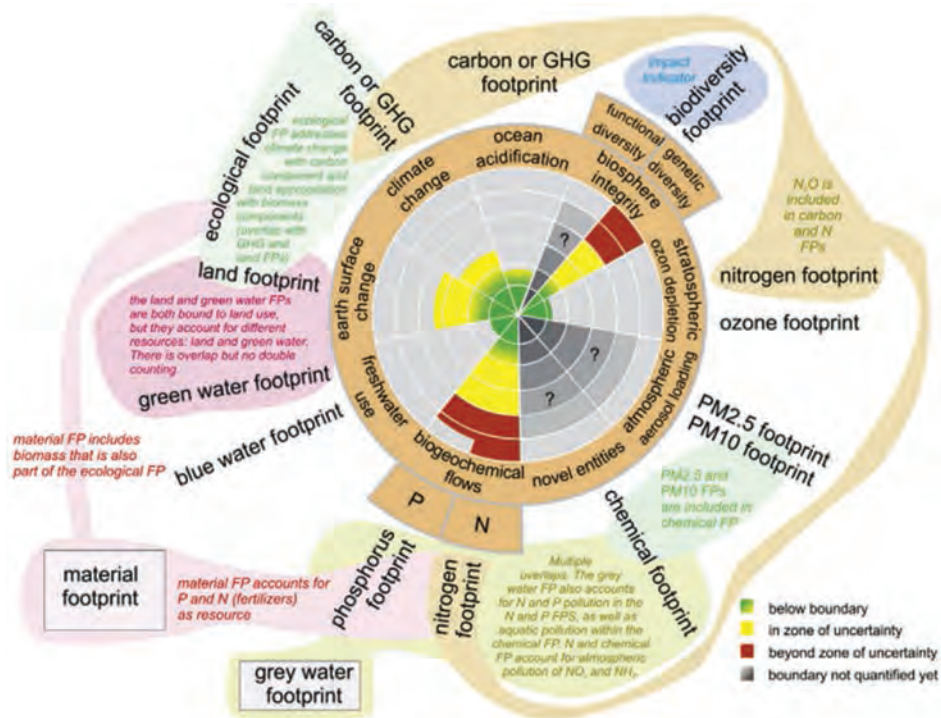 carbon or GHG
footprint
carbon or GHG
footprint
ecological footprint
ecological
FP addresses
climate change
with carbon
component and
land appropriation
with biomass
components
(overlap with
GHG and
land FPs)
impact
indicator
biodiversity
footprint
functional
diversity
genetic
diversity
ocean
acidification
biosphere
integrity
climate
change
stratospheric
ozon depletion
earth surface
change
atmospheric
aerosol loading
freshwater
use
novel entities
biogeochemical
flows
P
N
?
?
?
N2O is
included
in carbon
and N
FPs
nitrogen footprint
ozone footprint
land footprint
the land and green water FPs
are both bound to land use,
but they account for different
resources: land and green water.
There is overlap but no double
counting.
green water footprint
blue water footprint
material FP includes
biomass that is also
part of the ecological FP
PM2.5 footprint
PM10 footprint
PM2.5 and
PM10 FPs
are included in
chemical FP
chemical footprint
material
footprint
material FP accounts for
P and N (fertilizers)
as resource
phosphorus
footprint
nitrogen
footprint
Multiple
overlaps. The grey
water FP also accounts
for N and P pollution in the
N and P FPS, as well as
aquatic pollution within the
chemical FP. N and chemical
FP account for atmospheric
pollution of NOx and NH3.
grey water
footprint
below boundary
in zone of uncertainty
beyond zone of uncertainty
boundary not quantified yet